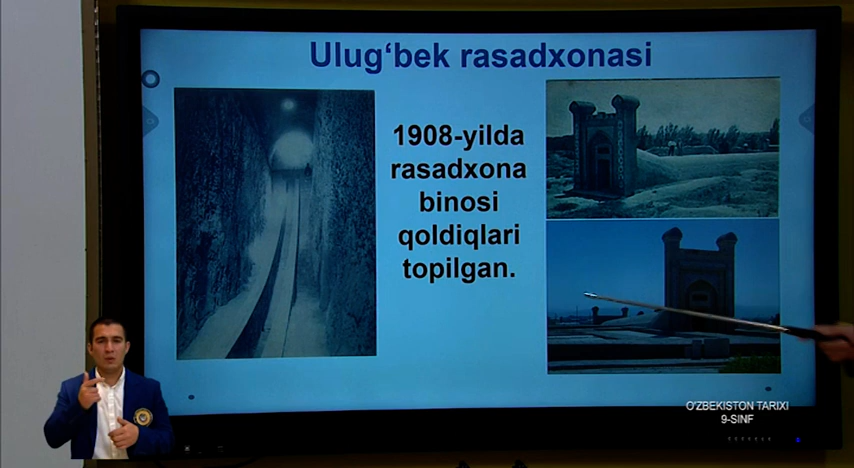 Ulug‘bek rasadxonasi
1908-yilda
rasadxona
binosi
qoldiqlari
topilgan.
O'ZBEKISTON TARIXI
9-SINF